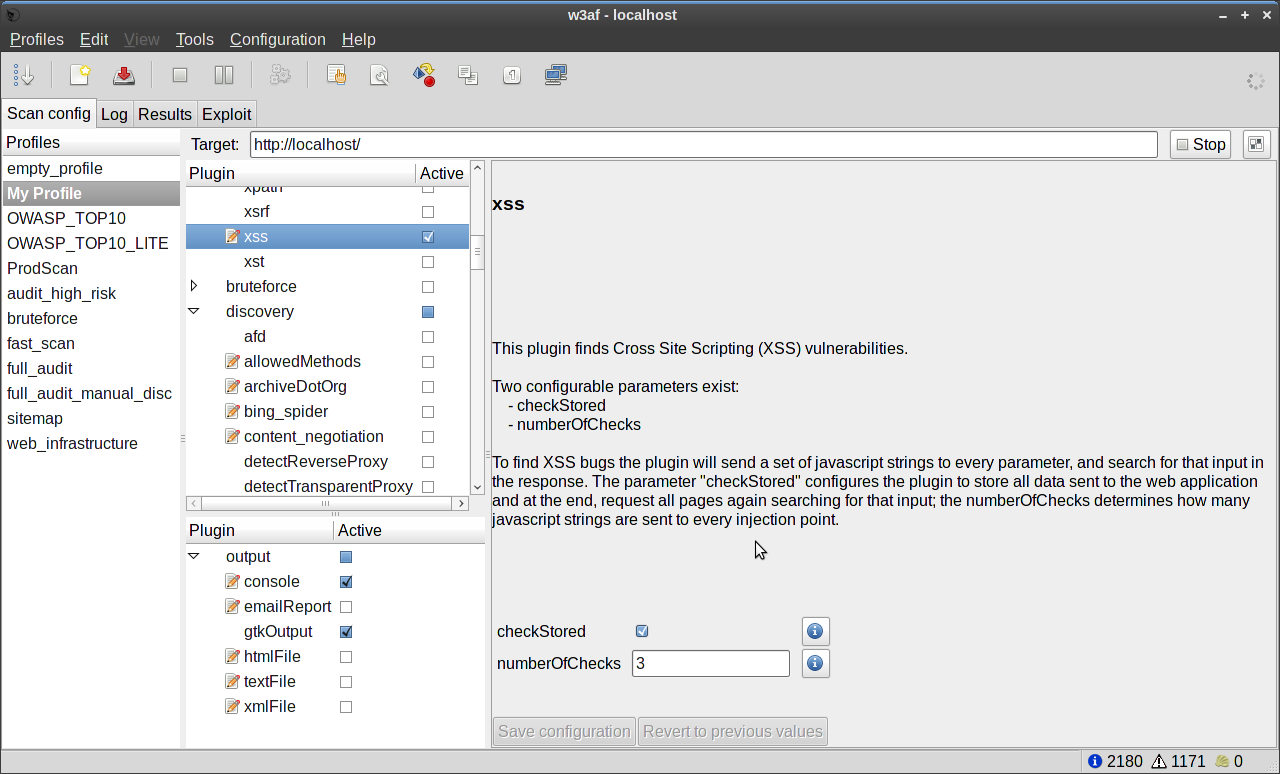 w3af - localhost
Profiles Edit View Tools Configuration Help
1
Scan config Log Results Exploit
Profiles
empty_profile
My Profile
OWASP_TOP10
OWASP_TOP10_LITE
ProdScan
audit_high_risk
bruteforce
fast_scan
full_audit
full_audit_manual_disc
sitemap
web_infrastructure
Target: http://localhost/ Stop
Plugin Active
xpath
xsrf
xss
xst
bruteforce
discovery
afd
allowedMethods
archiveDotOrg
bing_spider
content_negotiation
detectReverseProxy
detectTransparentProxy
Plugin Active
output
console
emailReport
gtkOutput
htmlFile
textFile
xmlFile
xss
This plugin finds Cross Site Scripting (XSS) vulnerabilities.
Two configurable parameters exist:
- checkStored
- numberOfChecks
To find XSS bugs the plugin will send a set of javascript strings to every parameter, and search for that input in
the response. The parameter "checkStored" configures the plugin to store all data sent to the web application
and at the end, request all pages again searching for that input; the numberOfChecks determines how many
javascript strings are sent to every injection point.
checkStored
numberOfChecks 3
Save configuration Revert to previous values
2180 1171 0